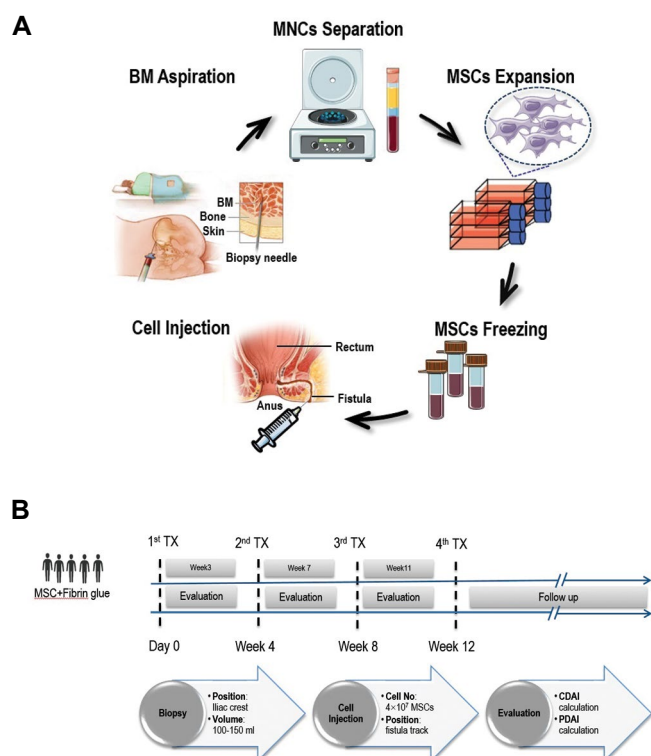 A
MNCs Separation
BM Aspiration
MSCs Expansion
BM
Bone
Skin
Biopsy needle
Cell Injection
MSCs Freezing
Rectum
Fistula
Anus
B
1st TX
2nd TX
3rd TX
4th TX
Week3
Week 7
Week11
MSC+Fibrin glue
Evaluation
Evaluation
Evaluation
Follow up
Day 0
Week 4
Week 8
Week 12
Biopsy
• Position:
Iliac crest
• Volume:
100-150 ml
Cell
Injection
• Cell No:
4×10⁷ MSCs
• Position:
fistula track
Evaluation
• CDAI
calculation
• PDAI
calculation